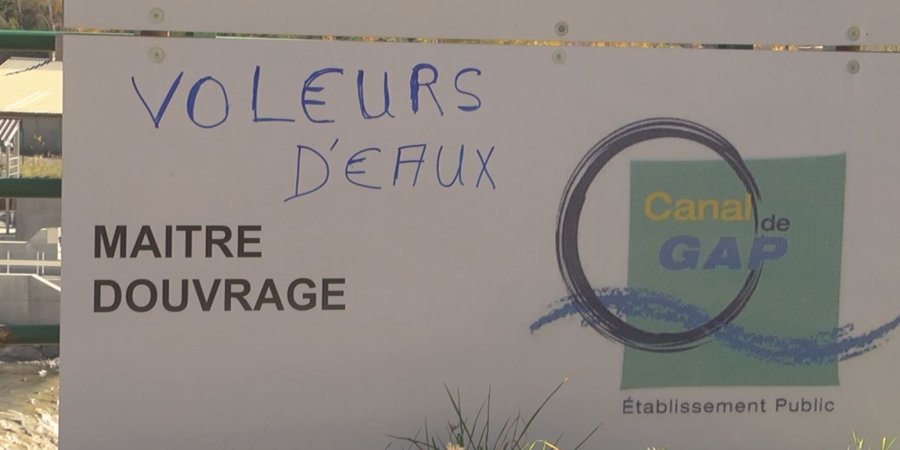 VOLEURS
D'EAUX
MAITRE
DOUVRAGE
Canal de
GAP
Établissement Public